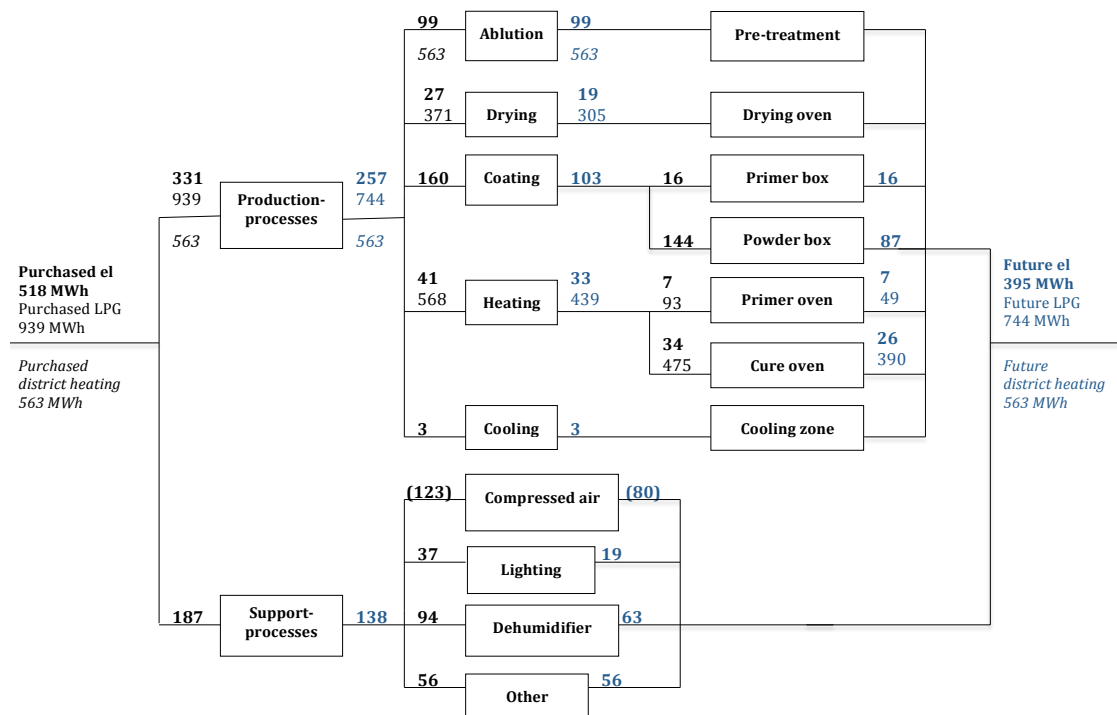 Purchased el
518 MWh
Purchased LPG
939 MWh
Purchased
district heating
563 MWh
331
939
563
Production-
processes
257
744
563
99
563
Ablution
99
563
Pre-treatment
27
371
Drying
19
305
Drying oven
160
Coating
103
16
Primer box
16
144
Powder box
87
41
568
Heating
33
439
7
93
Primer oven
7
49
34
475
Cure oven
26
390
3
Cooling
3
Cooling zone
187
Support-
processes
138
(123)
Compressed air
(80)
37
Lighting
19
94
Dehumidifier
63
56
Other
56
Future el
395 MWh
Future LPG
744 MWh
Future
district heating
563 MWh